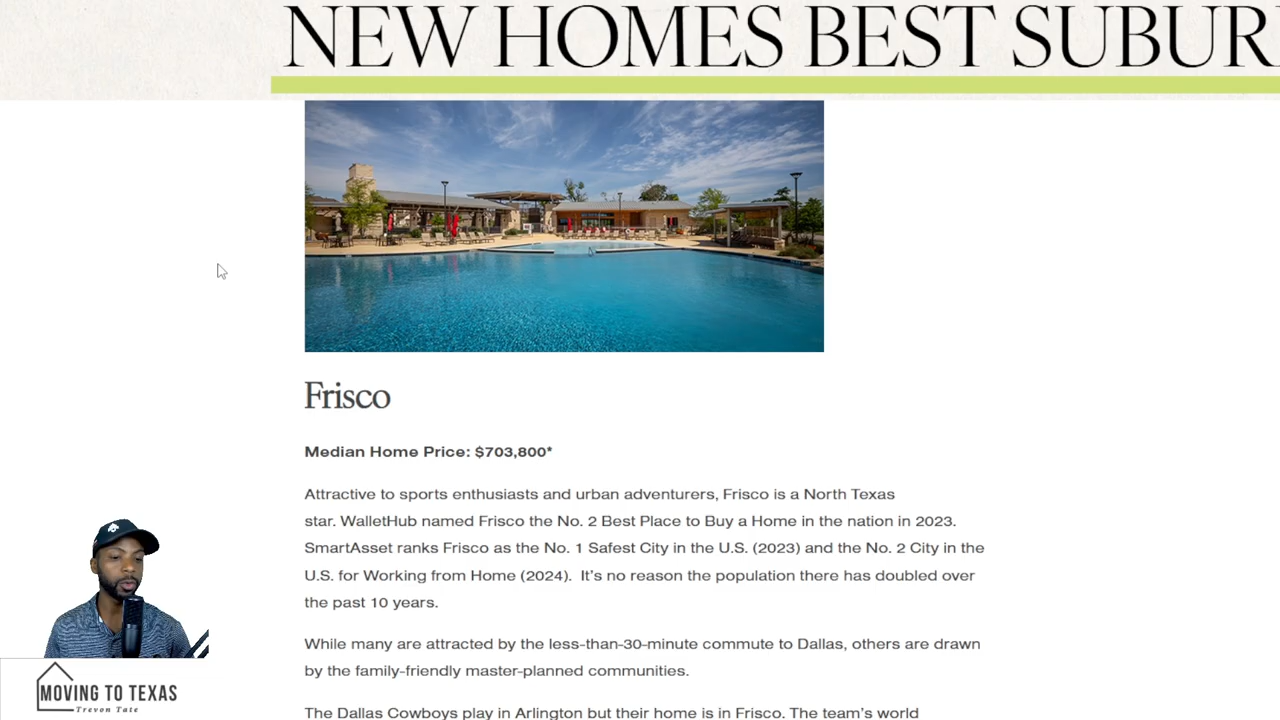 NEW HOMES BEST SUBUR
Frisco
Median Home Price: $703,800*
Attractive to sports enthusiasts and urban adventurers, Frisco is a North Texas
star. WalletHub named Frisco the No. 2 Best Place to Buy a Home in the nation in 2023.
SmartAsset ranks Frisco as the No. 1 Safest City in the U.S. (2023) and the No. 2 City in the
U.S. for Working from Home (2024).  It's no reason the population there has doubled over
the past 10 years.
While many are attracted by the less-than-30-minute commute to Dallas, others are drawn
by the family-friendly master-planned communities.
The Dallas Cowboys play in Arlington but their home is in Frisco. The team's world
MOVING TO TEXAS
Trevon Tate